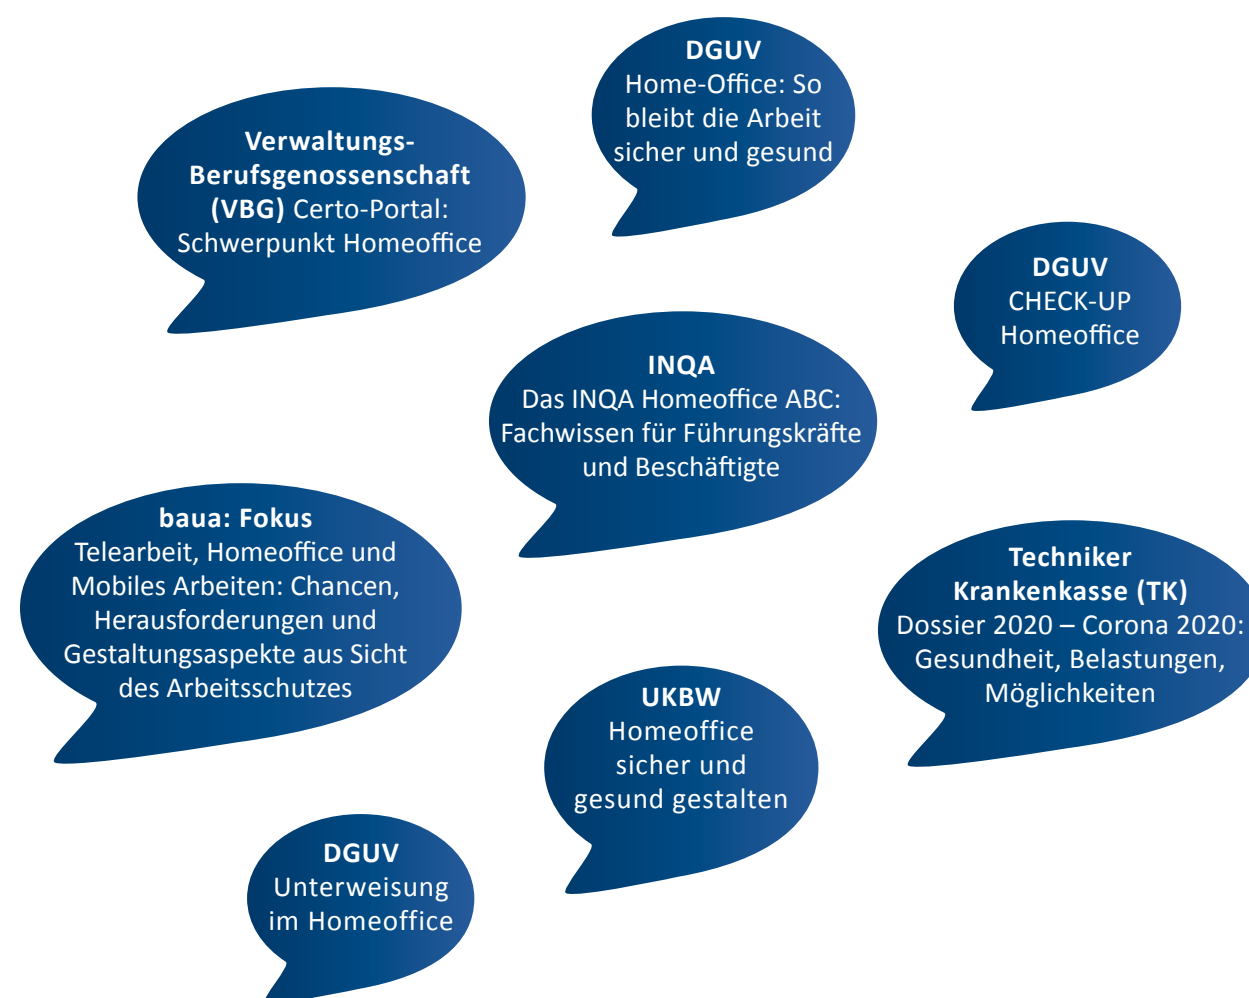 DGUV
Home-Office: So
bleibt die Arbeit
sicher und gesund
Verwaltungs-
Berufsgenossenschaft
(VBG) Certo-Portal:
Schwerpunkt Homeoffice
DGUV
CHECK-UP
Homeoffice
INQA
Das INQA Homeoffice ABC:
Fachwissen für Führungskräfte
und Beschäftigte
baua: Fokus
Telearbeit, Homeoffice und
Mobiles Arbeiten: Chancen,
Herausforderungen und
Gestaltungsaspekte aus Sicht
des Arbeitsschutzes
Techniker
Krankenkasse (TK)
Dossier 2020 – Corona 2020:
Gesundheit, Belastungen,
Möglichkeiten
UKBW
Homeoffice
sicher und
gesund gestalten
DGUV
Unterweisung
im Homeoffice